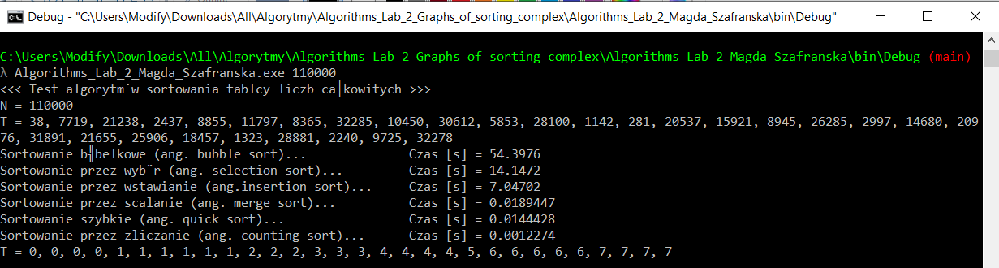 Debug - "C:\Users\Modify\Downloads\All\Algorytmy\Algorithms_Lab_2_Graphs_of_sorting_complex\Algorithms_Lab_2_Magda_Szafranska\bin\Debug"
C:\Users\Modify\Downloads\All\Algorytmy\Algorithms_Lab_2_Graphs_of_sorting_complex\Algorithms_Lab_2_Magda_Szafranska\bin\Debug (main)
λ Algorithms_Lab_2_Magda_Szafranska.exe 110000
<<< Test algorytm˘w sortowania tablcy liczb ca│kowitych >>>
N = 110000
T = 38, 7719, 21238, 2437, 8855, 11797, 8365, 32285, 10450, 30612, 5853, 28100, 1142, 281, 20537, 15921, 8945, 26285, 2997, 14680, 209
76, 31891, 21655, 25906, 18457, 1323, 28881, 2240, 9725, 32278
Sortowanie b╣belkowe (ang. bubble sort)... Czas [s] = 54.3976
Sortowanie przez wyb˘r (ang. selection sort)... Czas [s] = 14.1472
Sortowanie przez wstawianie (ang.insertion sort)... Czas [s] = 7.04702
Sortowanie przez scalanie (ang. merge sort)... Czas [s] = 0.0189447
Sortowanie szybkie (ang. quick sort)... Czas [s] = 0.0144428
Sortowanie przez zliczanie (ang. counting sort)... Czas [s] = 0.0012274
T = 0, 0, 0, 0, 1, 1, 1, 1, 1, 1, 2, 2, 2, 3, 3, 3, 4, 4, 4, 4, 5, 6, 6, 6, 6, 6, 7, 7, 7, 7